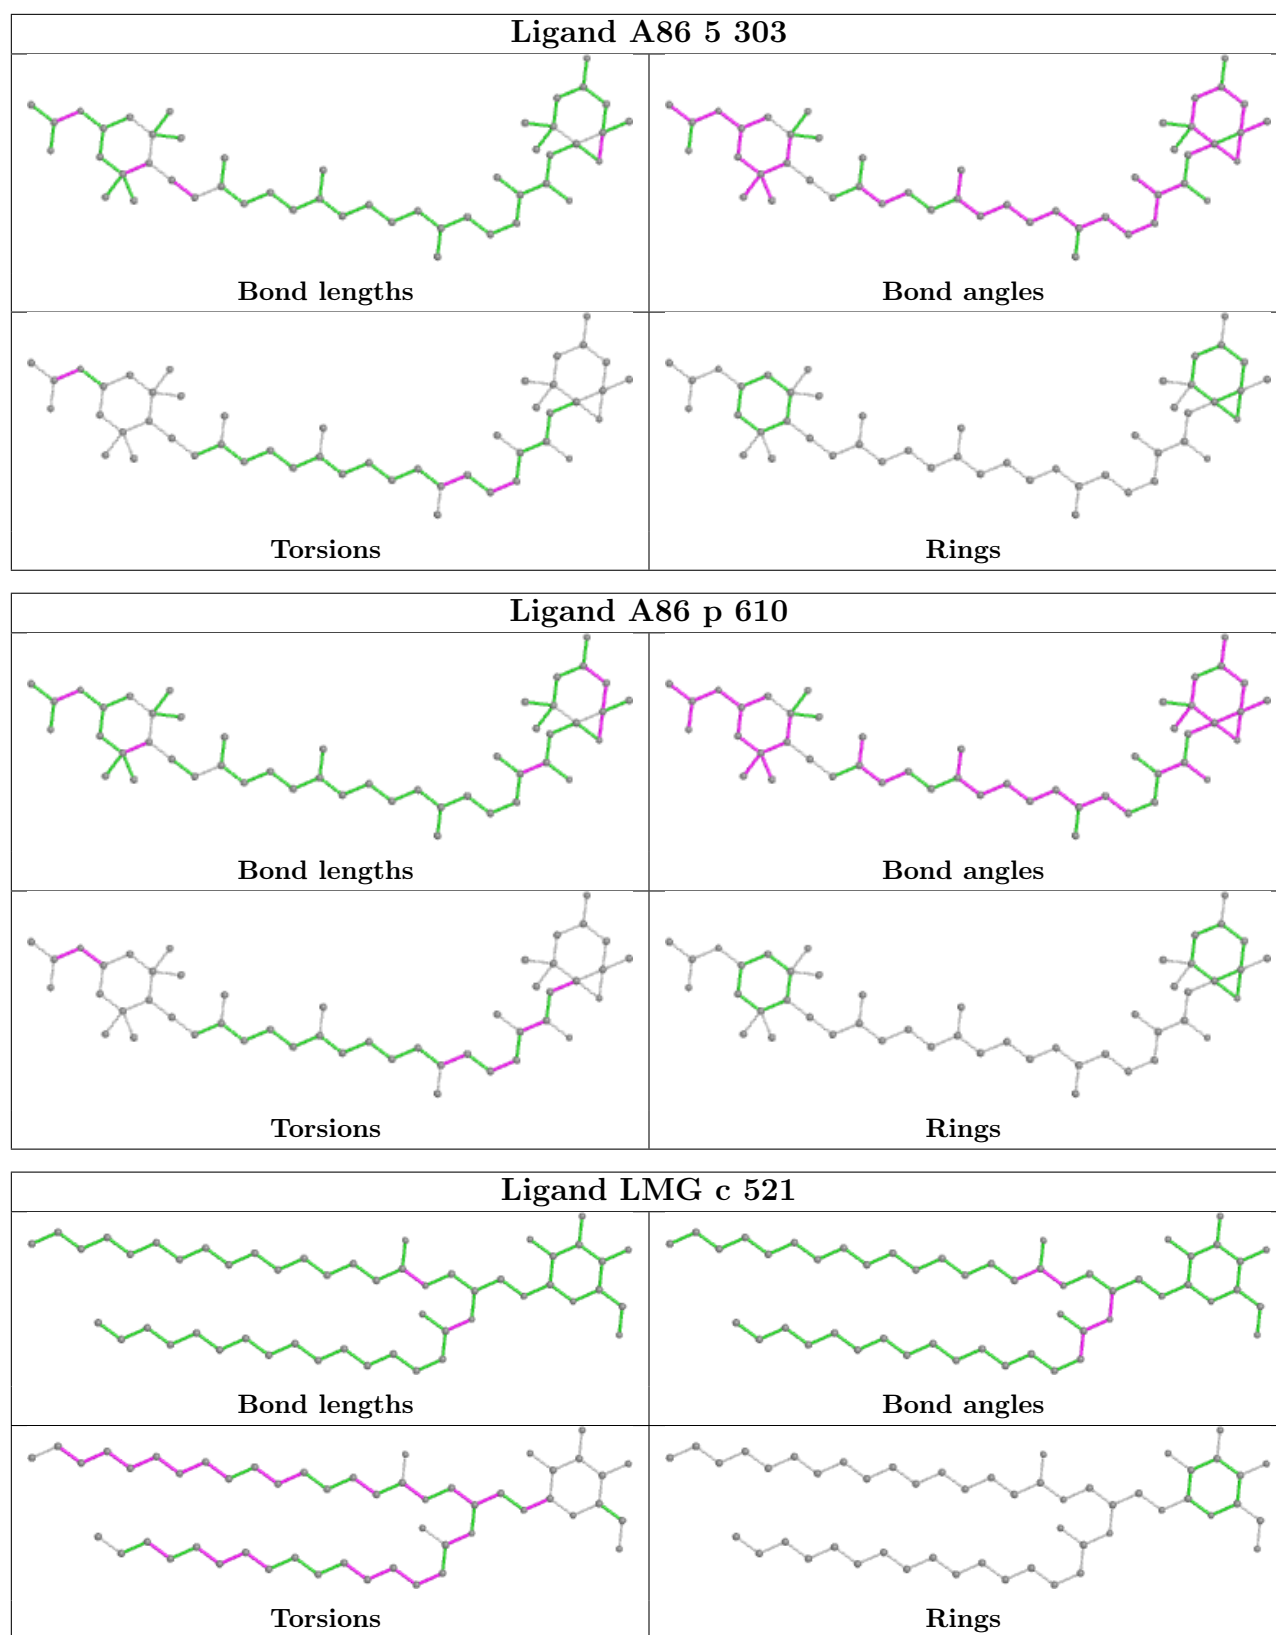 Ligand A86 5 303
Bond lengths
Bond angles
Torsions
Rings
Ligand A86 p 610
Bond lengths
Bond angles
Torsions
Rings
Ligand LMG c 521
Bond lengths
Bond angles
Torsions
Rings